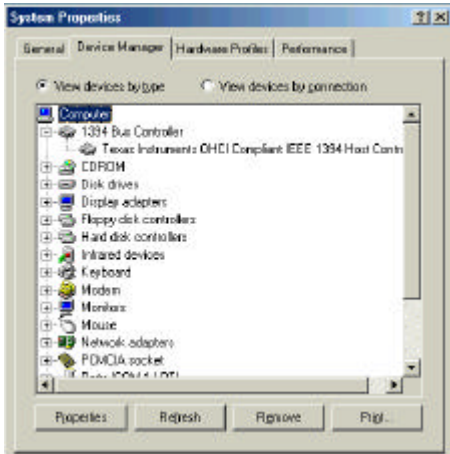 System Properties
General Device Manager Hardware Profiles Performance
View devices by type View devices by connection
Computer
1394 Bus Controller
Texas Instruments OHCI Compliant IEEE 1394 Host Contr
CDROM
Disk drives
Display adapters
Floppy disk controllers
Hard disk controllers
Infrared devices
Keyboard
Modem
Monitors
Mouse
Network adapters
PCMCIA socket
Properties Refresh Remove Print...